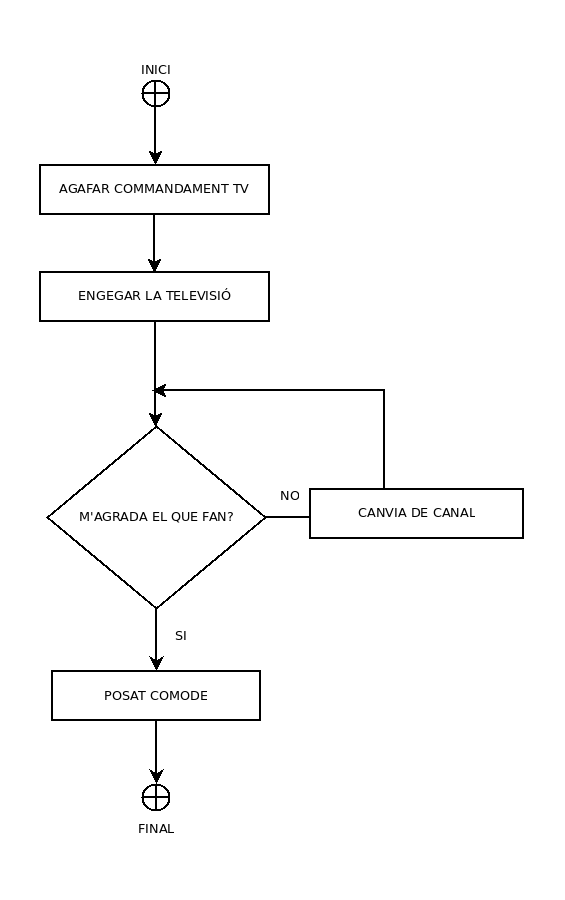 INICI
AGAFAR COMMANDAMENT TV
ENGEGAR LA TELEVISIÓ
M'AGRADA EL QUE FAN?
NO
CANVIA DE CANAL
SI
POSAT COMODE
FINAL